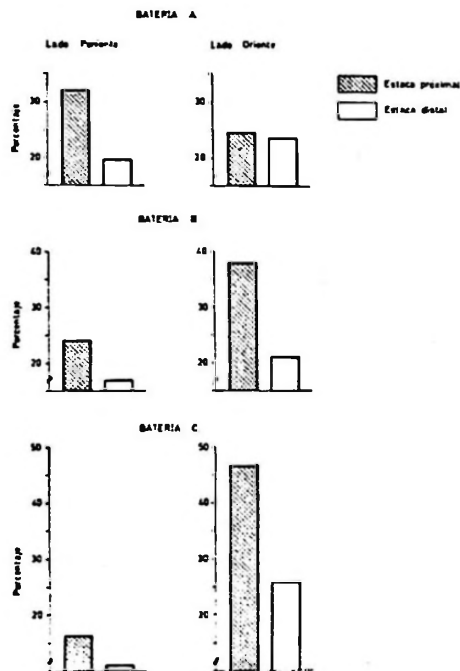 BATERIA A
Lado Poniente
Lado Oriente
Estaca proximal
Estaca distal
Porcentaje
30
20
30
20
BATERIA B
Porcentaje
40
30
20
40
30
20
BATERIA C
Porcentaje
50
40
30
20
50
40
30
20